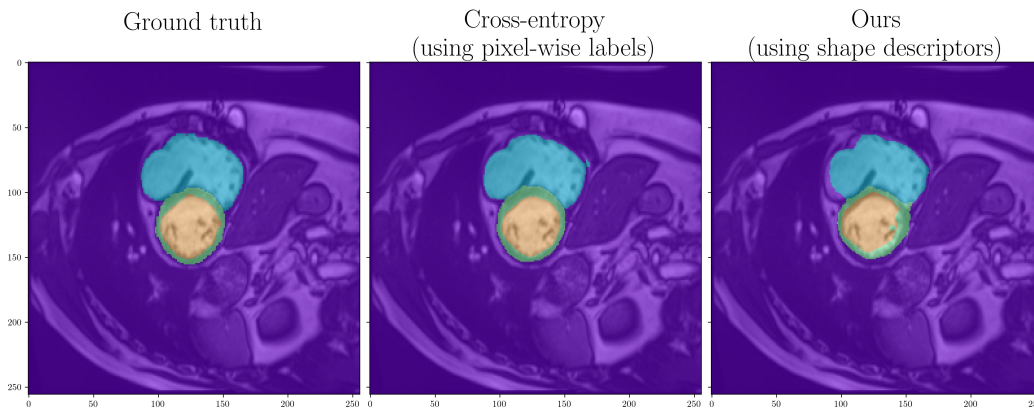 Ground truth
Cross-entropy
(using pixel-wise labels)
Ours
(using shape descriptors)
0
50
100
150
200
250
0 50 100 150 200 250
0 50 100 150 200 250
0 50 100 150 200 250